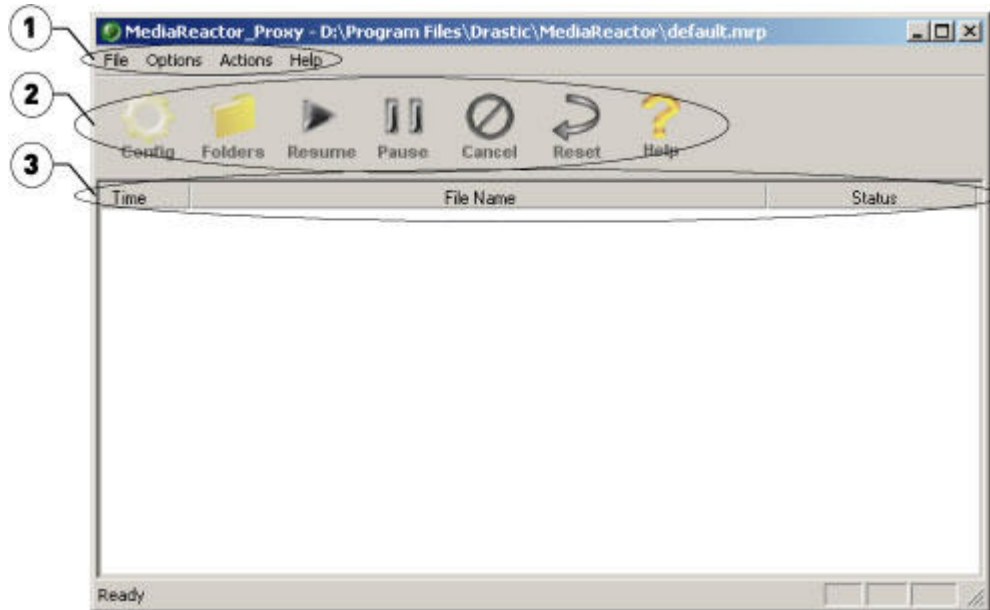 1
MediaReactor_Proxy - D:\Program Files\Drastic\MediaReactor\default.mrp
File Options Actions Help
2
Config Folders Resume Pause Cancel Reset Help
3
Time File Name Status
Ready